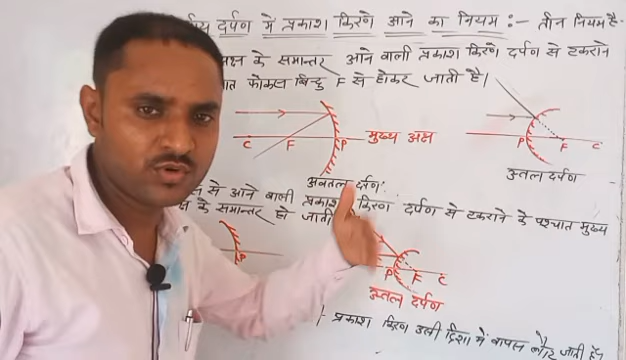 दर्पण में प्रकाश किरणे आने का नियम :- तीन नियम है-
के समान्तर आने वाली प्रकाश किरणे दर्पण से टकराने
फोकस बिन्दु F से होकर जाती है।
C F P मुख्य अक्ष
P F C
अवतल दर्पण
उत्तल दर्पण
से आने वाली प्रकाश किरण दर्पण से टकराने के पश्चात मुख्य
के समान्तर हो जाती
P
P F C
उत्तल दर्पण
प्रकाश किरण उसी दिशा में वापस लौट जाती हैं